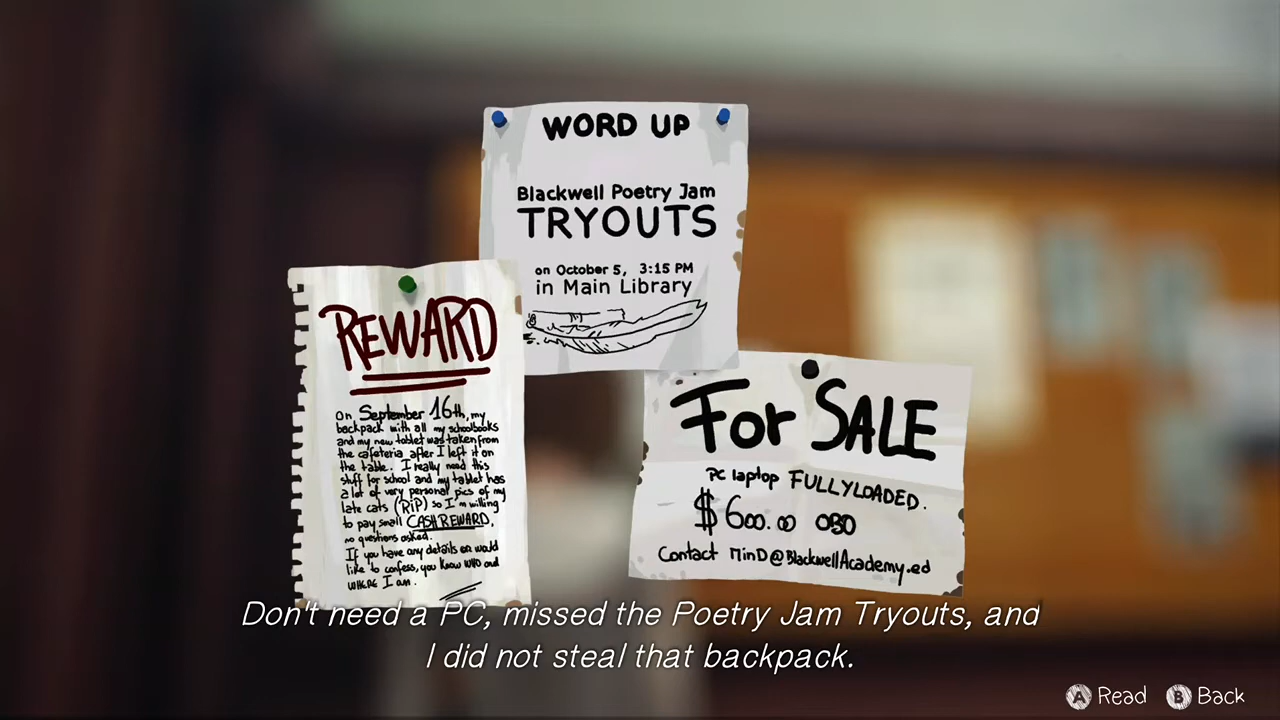 WORD UP
Blackwell Poetry Jam
TRYOUTS
on October 5, 3:15 PM
in Main Library
REWARD
On September 16th, my
backpack with all my schoolbooks
and my new tablet was taken from
the cafeteria after I left it on
the table. I really need this
stuff for school and my tablet has
a lot of very personal pics of my
late cats (RiP) so I'm willing
to pay small CASH REWARD,
no questions asked.
If you have any details or would
like to confess, you know WHO and
WHERE I am.
For SALE
PC laptop FULLYLOADED.
$600.00 OBO
Contact MinD@BlackwellAcademy.ed
Don't need a PC, missed the Poetry Jam Tryouts, and
I did not steal that backpack.
A Read B Back